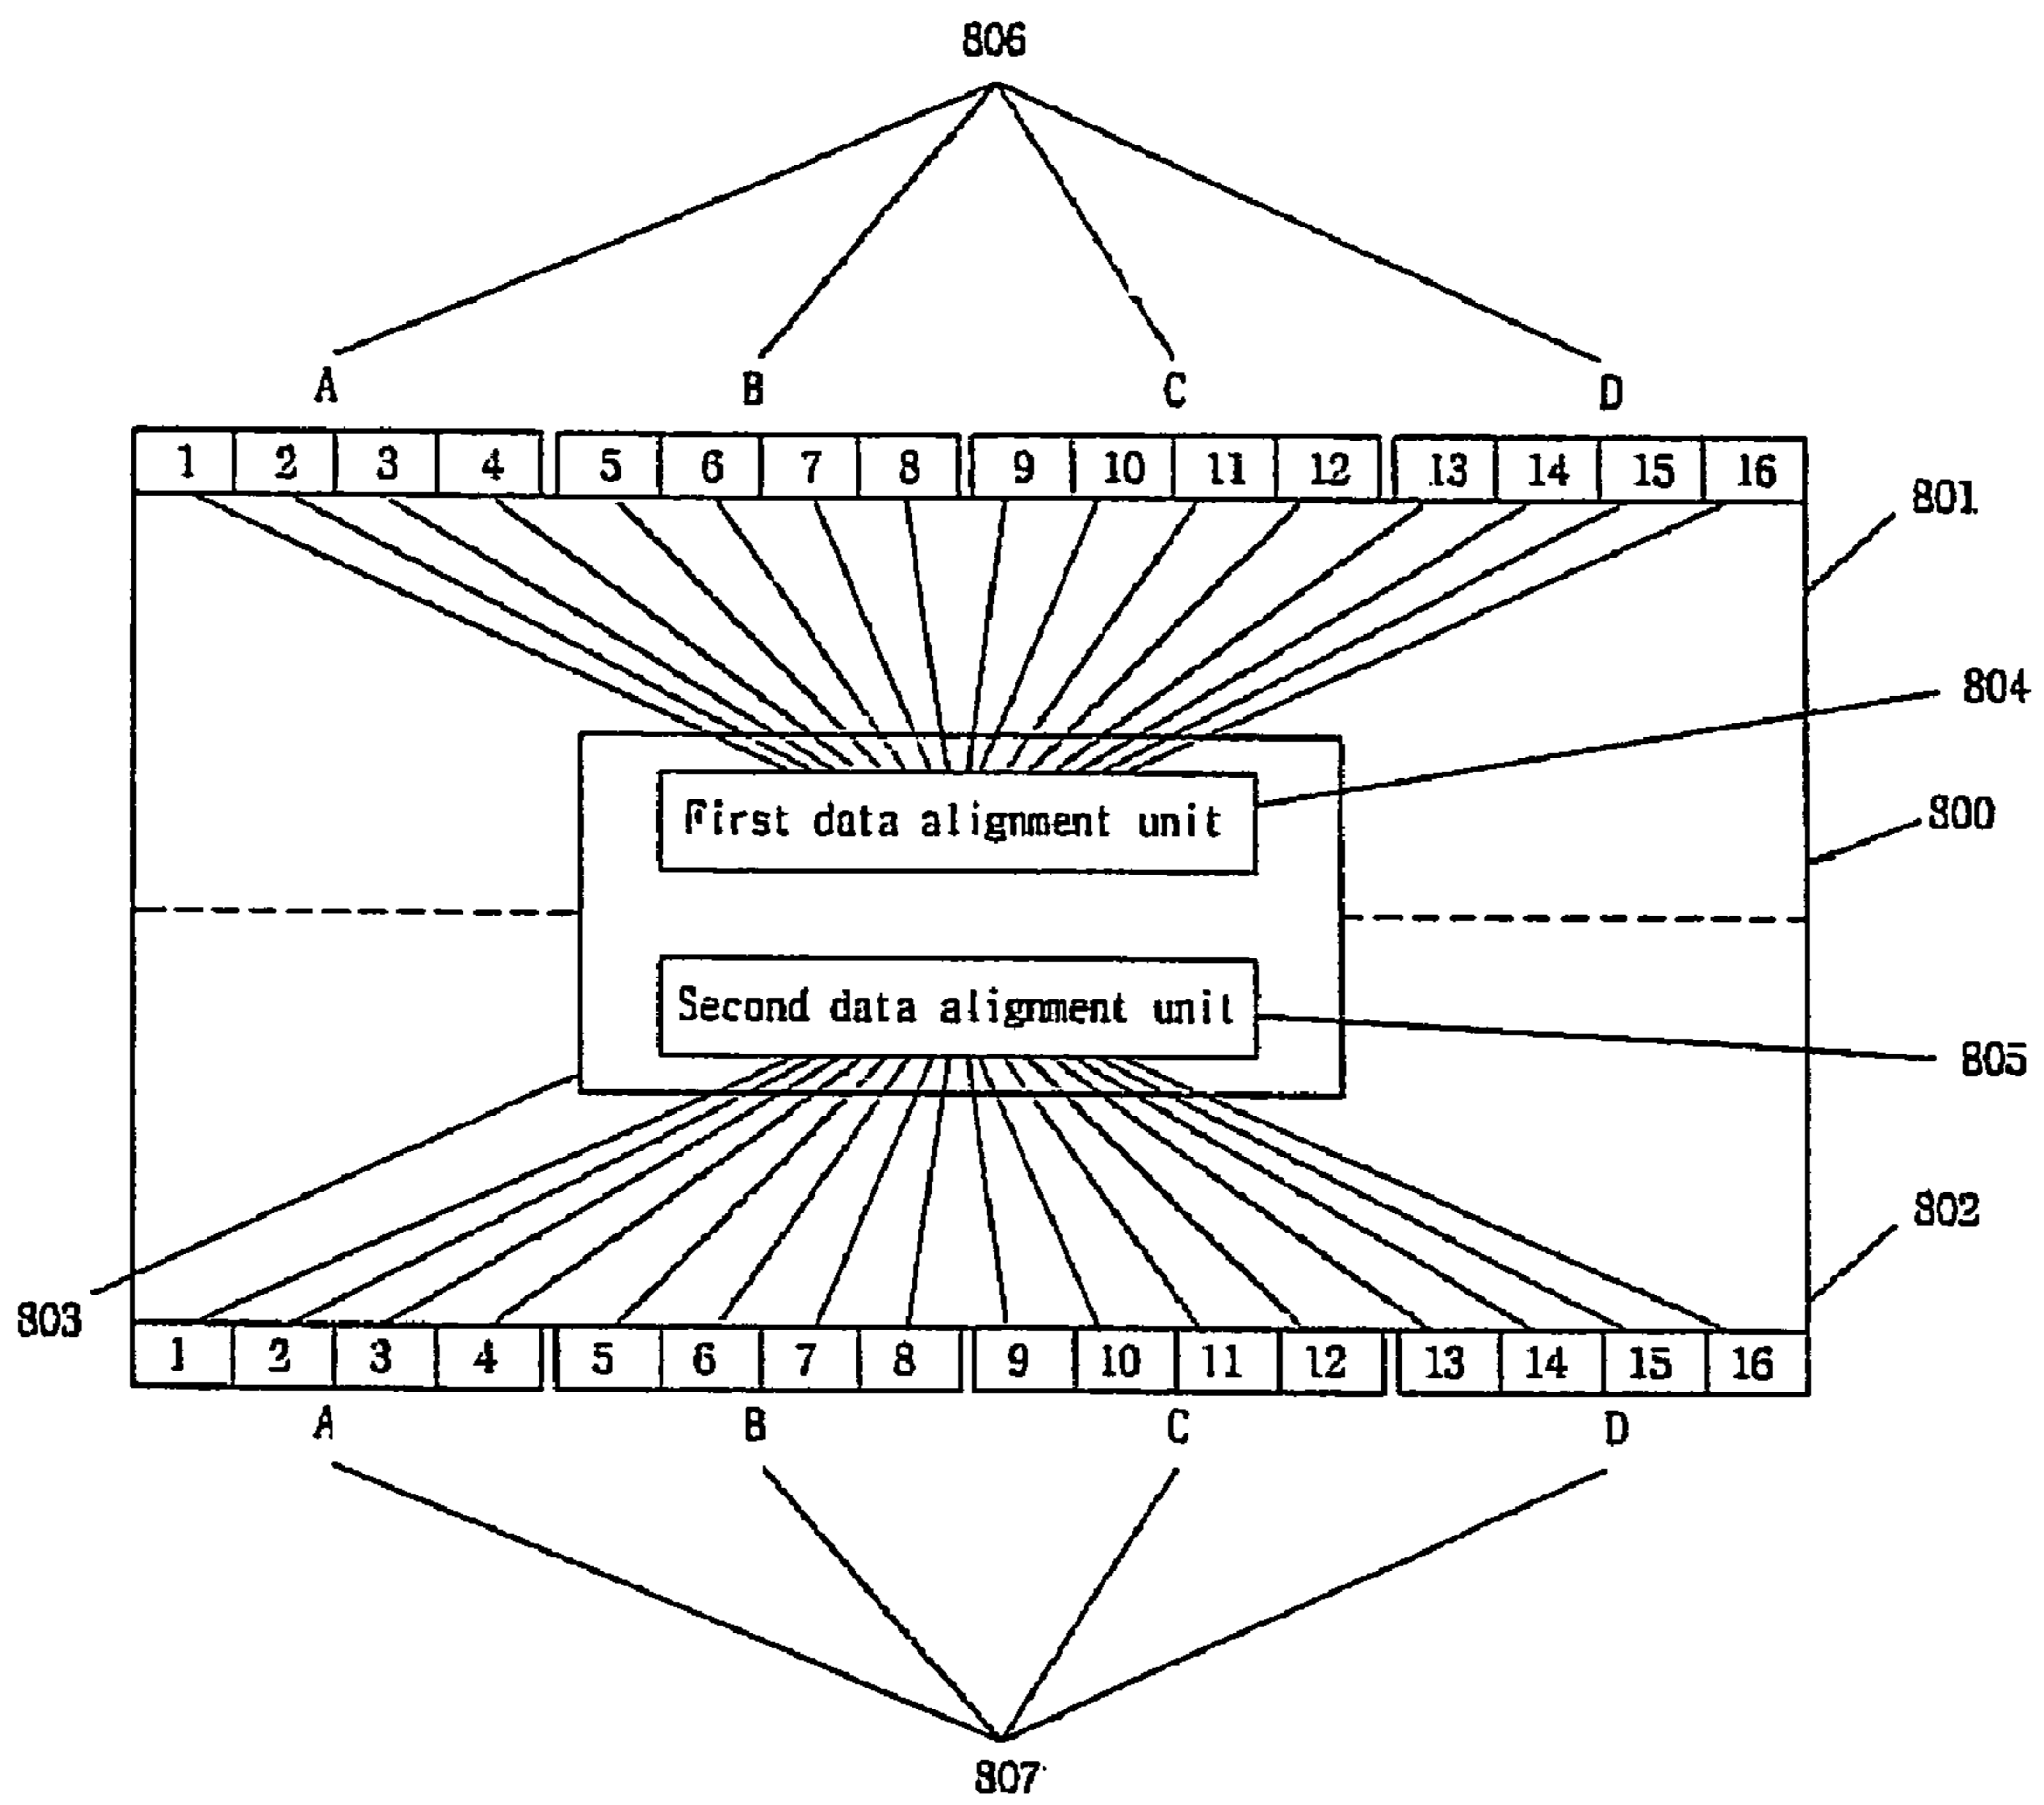 806
A B C D
1 2 3 4 5 6 7 8 9 10 11 12 13 14 15 16
801
804
First data alignment unit
800
Second data alignment unit
805
802
803
1 2 3 4 5 6 7 8 9 10 11 12 13 14 15 16
A B C D
807